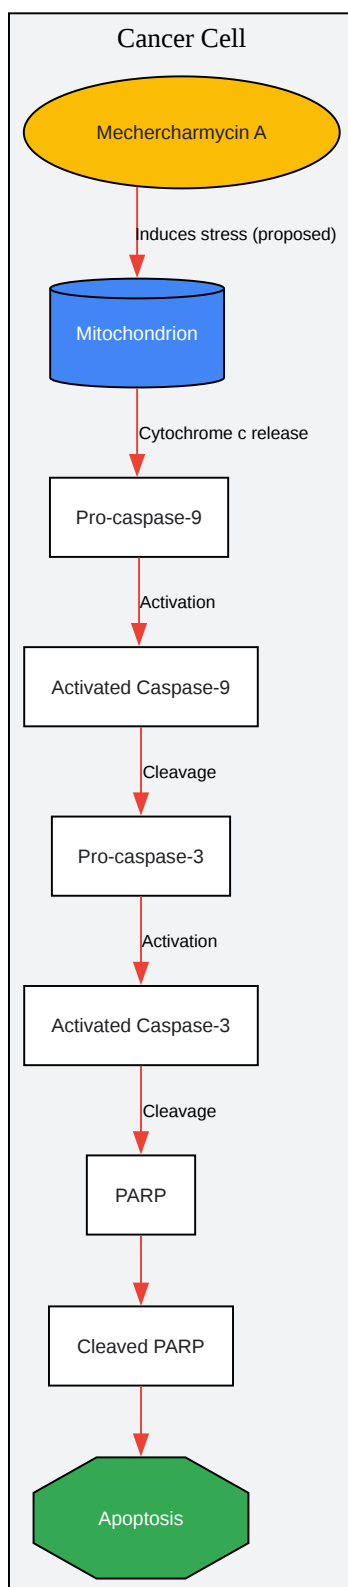 Cancer Cell
Mechercharmycin A
Induces stress (proposed)
Mitochondrion
Cytochrome c release
Pro-caspase-9
Activation
Activated Caspase-9
Cleavage
Pro-caspase-3
Activation
Activated Caspase-3
Cleavage
PARP
Cleaved PARP
Apoptosis